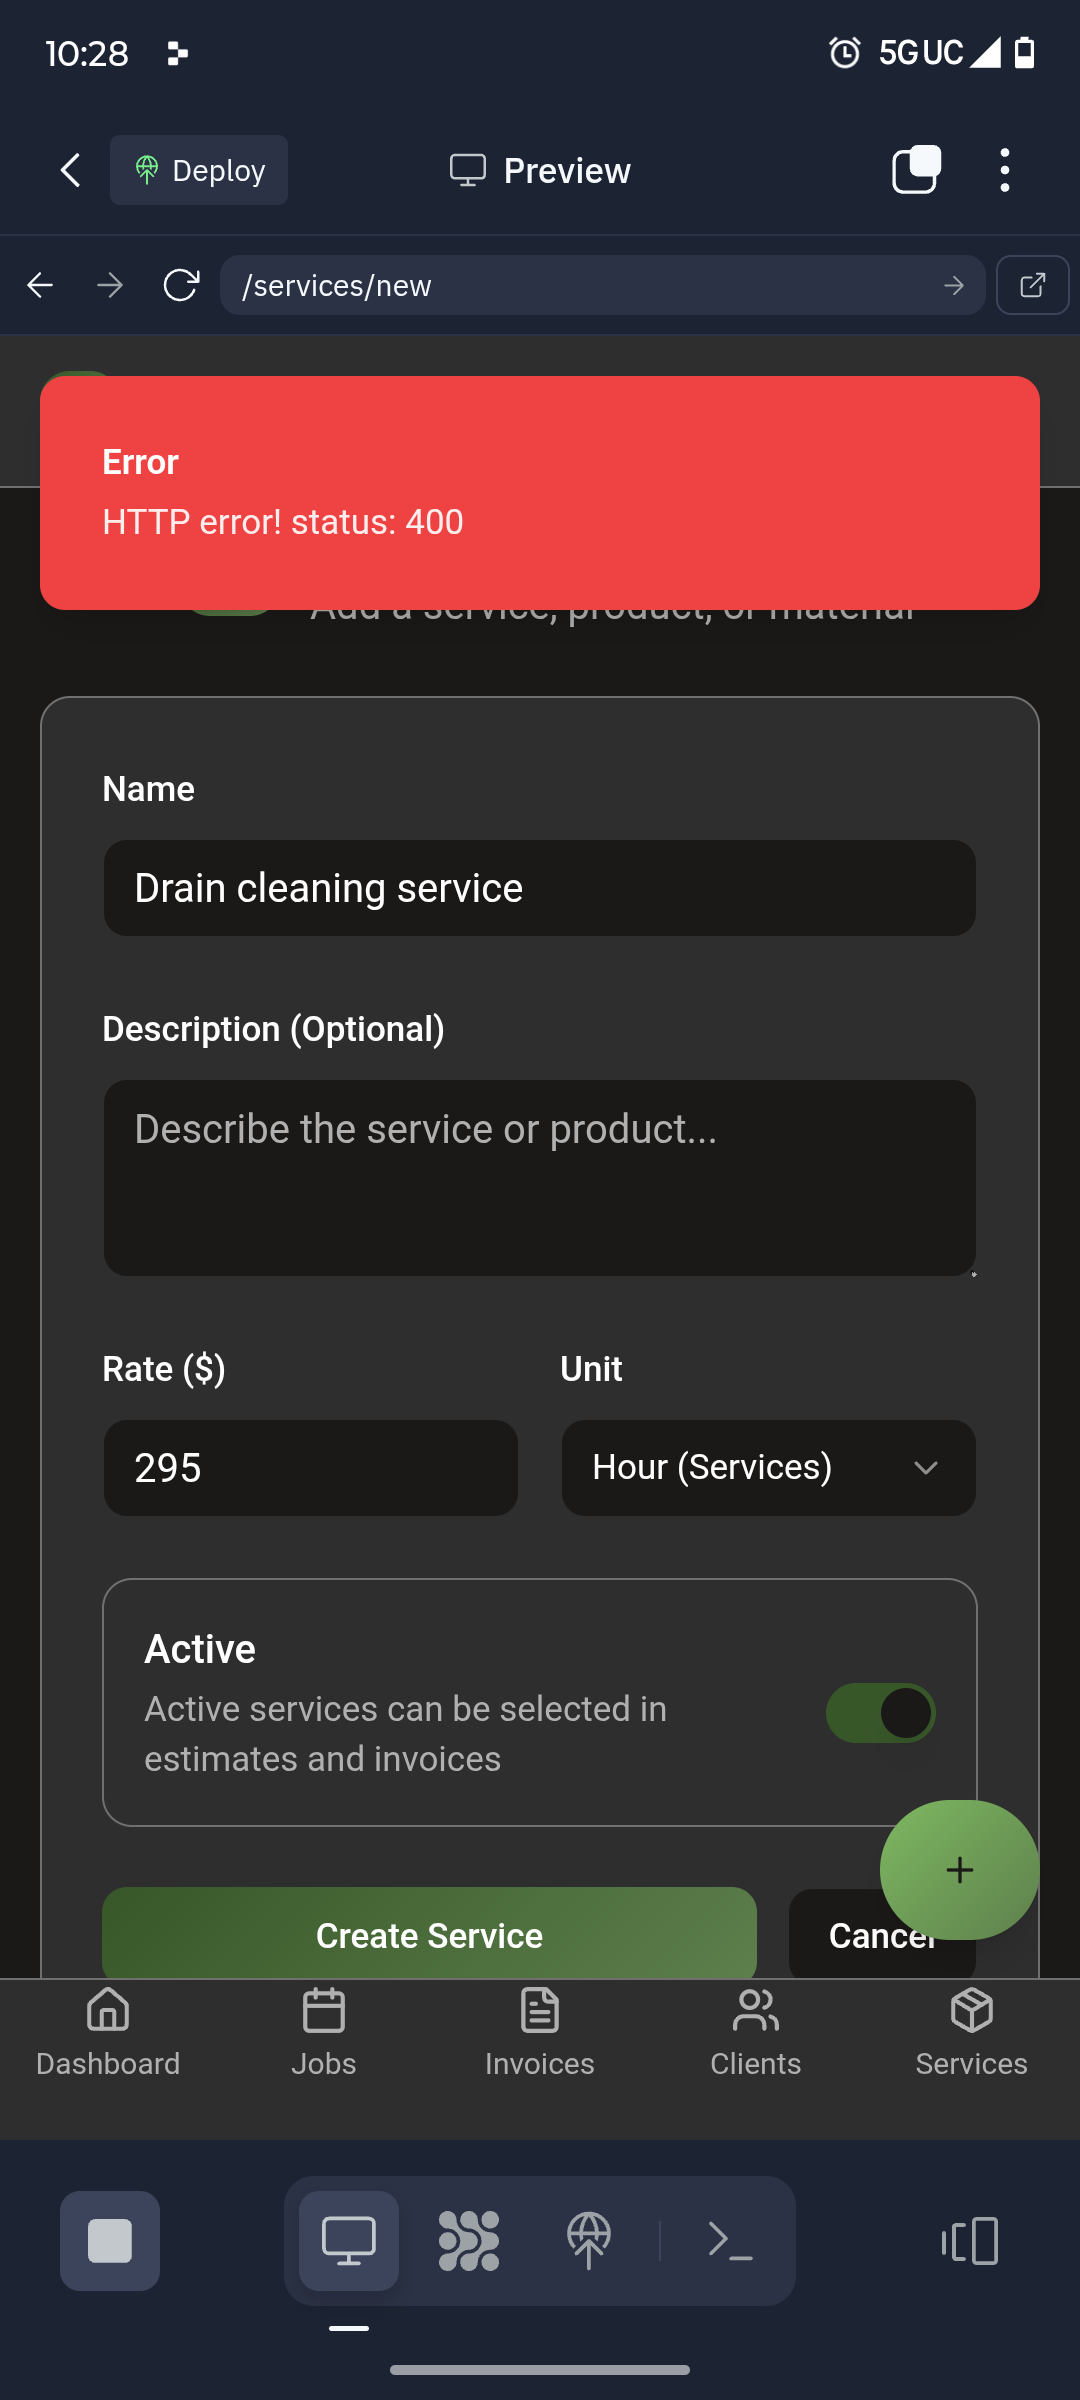 10:28
5G UC
Deploy
Preview
/services/new
Error
HTTP error! status: 400
Add a service, product, or material
Name
Drain cleaning service
Description (Optional)
Describe the service or product...
Rate ($)
Unit
295
Hour (Services)
Active
Active services can be selected in
estimates and invoices
Create Service
Cancel
Dashboard
Jobs
Invoices
Clients
Services